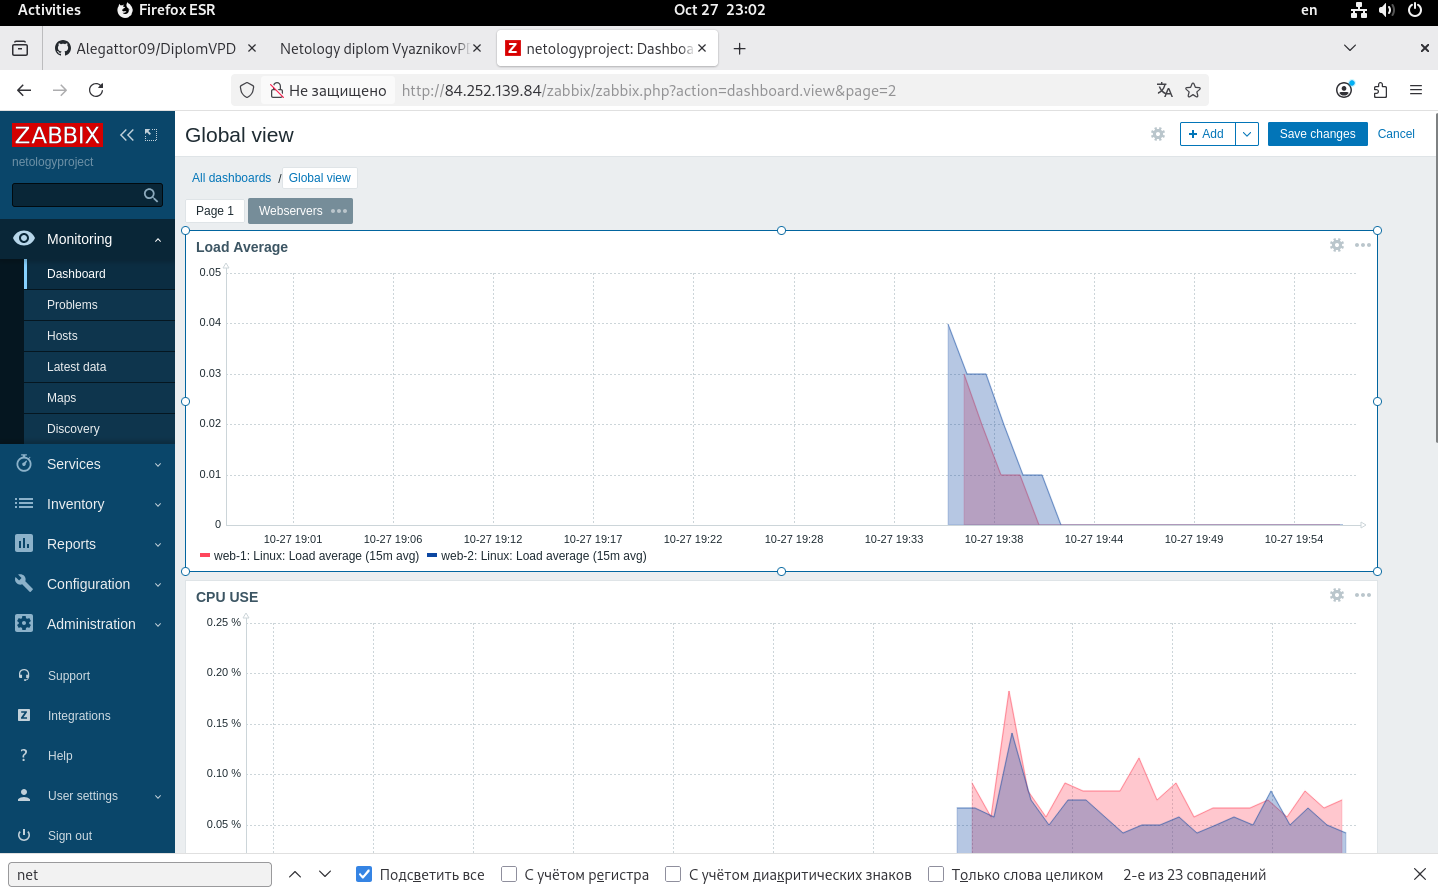 Activities
Firefox ESR
Oct 27 23:02
en
Alegattor09/DiplomVPD
Netology diplom VyaznikovP
netologyproject: Dashboa
Не защищено
http://84.252.139.84/zabbix/zabbix.php?action=dashboard.view&page=2
ZABBIX
netologyproject
Monitoring
Dashboard
Problems
Hosts
Latest data
Maps
Discovery
Services
Inventory
Reports
Configuration
Administration
Support
Integrations
Help
User settings
Sign out
Global view
Add
Save changes
Cancel
All dashboards / Global view
Page 1
Webservers
Load Average
0.05
0.04
0.03
0.02
0.01
0
10-27 19:01 10-27 19:06 10-27 19:12 10-27 19:17 10-27 19:22 10-27 19:28 10-27 19:33 10-27 19:38 10-27 19:44 10-27 19:49 10-27 19:54
web-1: Linux: Load average (15m avg) web-2: Linux: Load average (15m avg)
CPU USE
0.25 %
0.20 %
0.15 %
0.10 %
0.05 %
net
Подсветить все
С учётом регистра
С учётом диакритических знаков
Только слова целиком
2-е из 23 совпадений